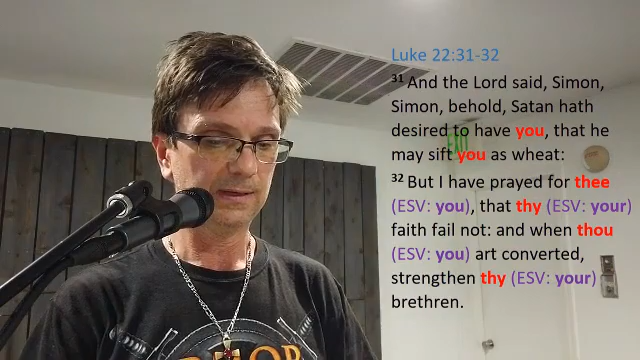 Luke 22:31-32
31 And the Lord said, Simon,
Simon, behold, Satan hath
desired to have you, that he
may sift you as wheat:
32 But I have prayed for thee
(ESV: you), that thy (ESV: your)
faith fail not: and when thou
(ESV: you) art converted,
strengthen thy (ESV: your)
brethren.
EXIT